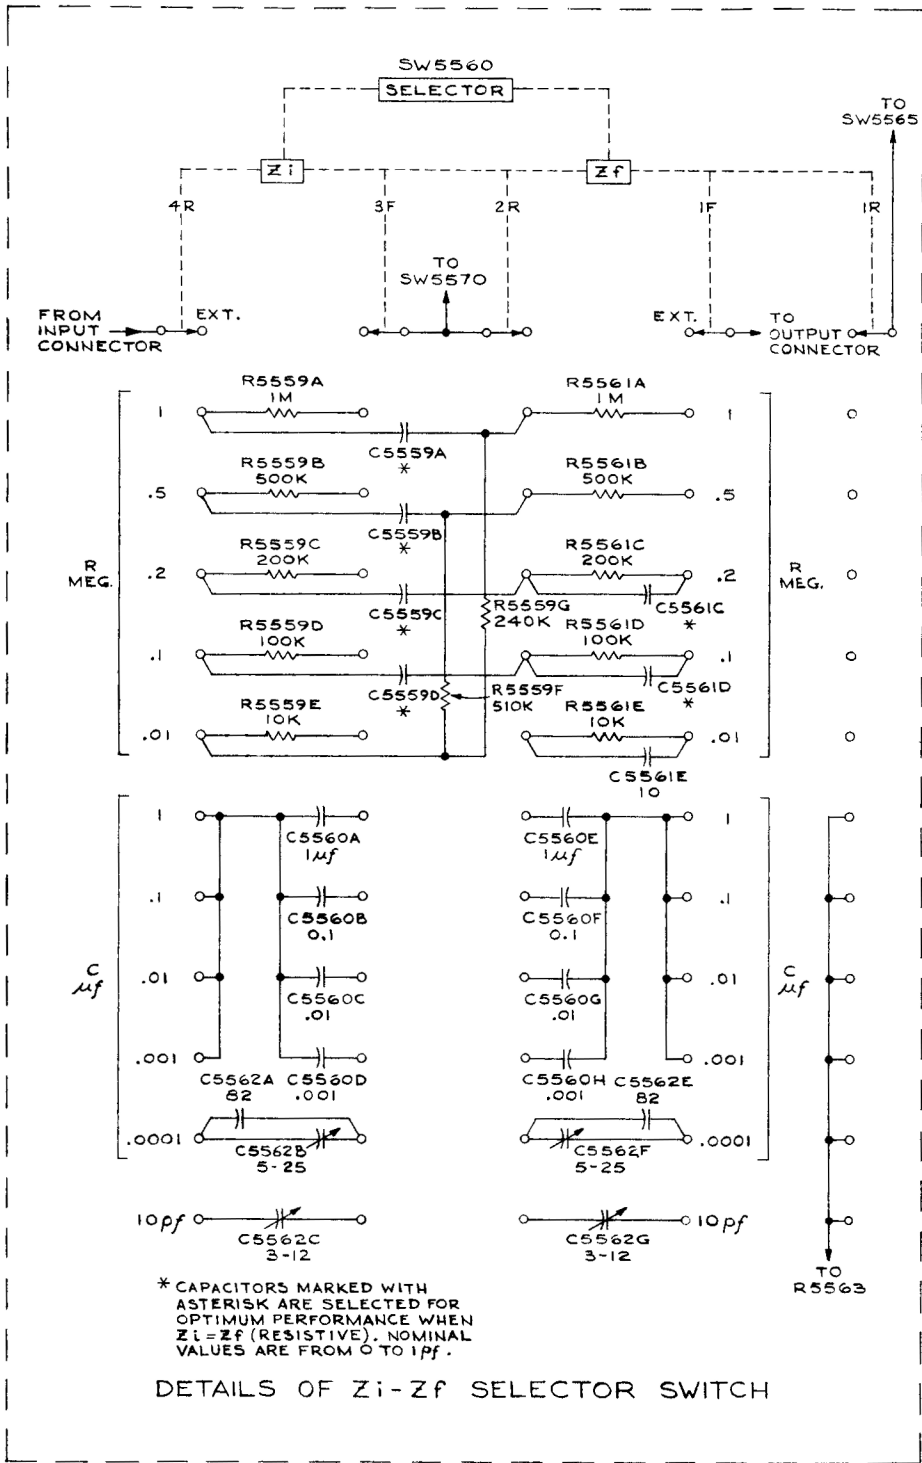 SW5560
SELECTOR
TO
SW5565
Zi
Zf
4R
3F
2R
1F
1R
TO
SW5570
FROM
INPUT
CONNECTOR
EXT.
EXT.
TO
OUTPUT
CONNECTOR
R5559A
1M
R5561A
1M
1
1
C5559A
*
R5559B
500K
R5561B
500K
.5
.5
C5559B
*
R
MEG.
R5559C
200K
R5561C
200K
R
MEG.
.2
.2
C5559C
*
R5559G
240K
C5561C
*
R5559D
100K
R5561D
100K
.1
.1
C5559D
*
R5559F
510K
C5561D
*
R5559E
10K
R5561E
10K
.01
.01
C5561E
10
1
C5560A
1μf
C5560E
1μf
1
.1
C5560B
0.1
C5560F
0.1
.1
C
μf
C
μf
.01
C5560C
.01
C5560G
.01
.01
.001
.001
C5562A
82
C5560D
.001
C5560H
.001
C5562E
82
.0001
C5562B
5-25
C5562F
5-25
.0001
10pf
C5562C
3-12
C5562G
3-12
10pf
TO
R5563
* CAPACITORS MARKED WITH
ASTERISK ARE SELECTED FOR
OPTIMUM PERFORMANCE WHEN
Zi=Zf (RESISTIVE). NOMINAL
VALUES ARE FROM 0 TO 1pf.
DETAILS OF Zi-Zf SELECTOR SWITCH